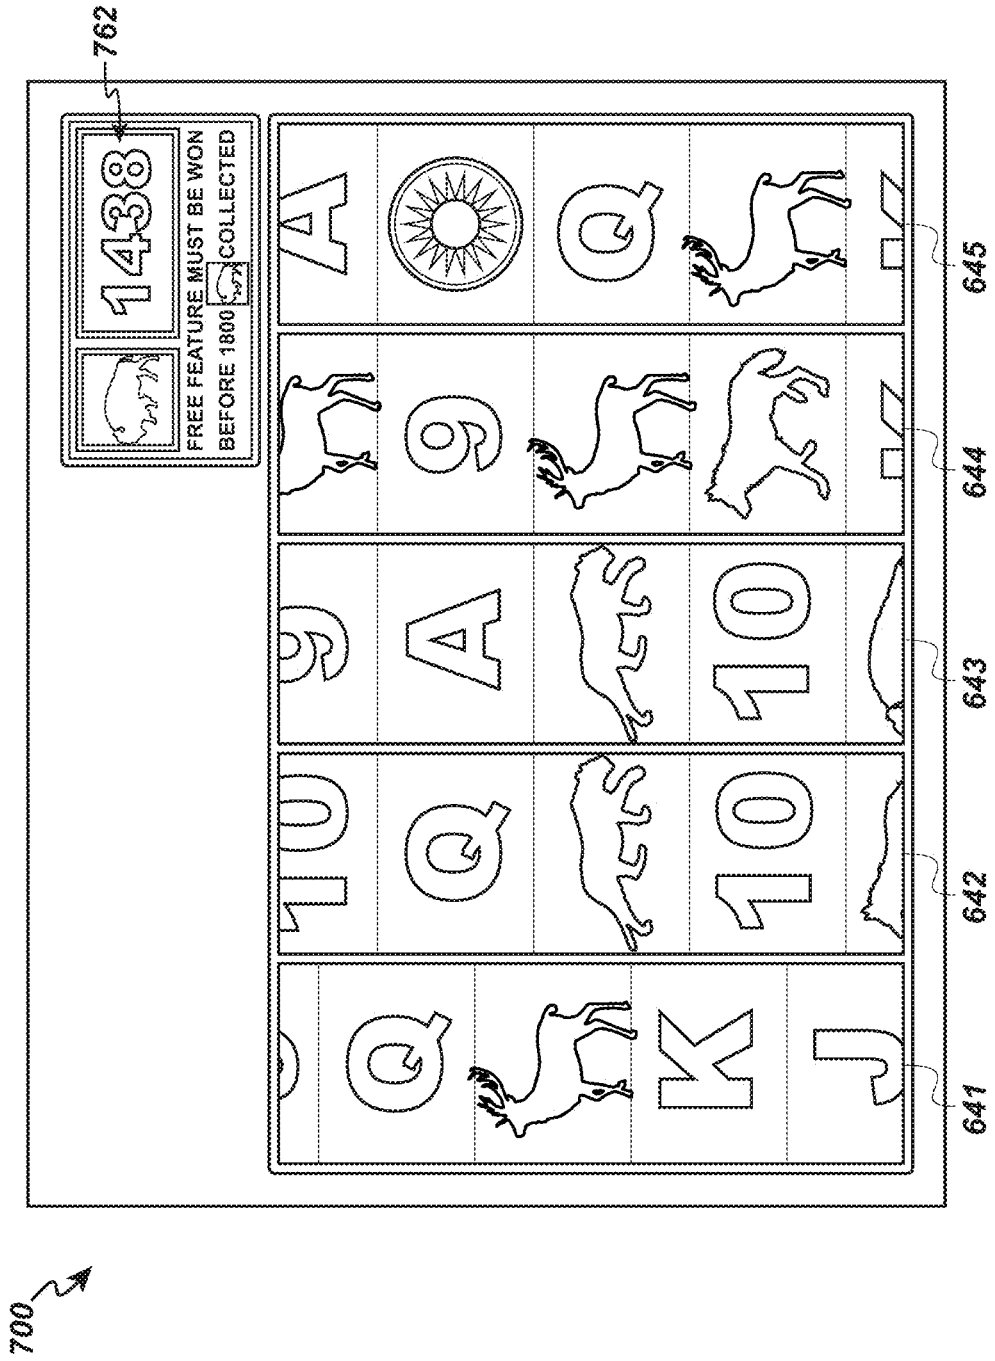 700
762
1438
FREE FEATURE MUST BE WON
BEFORE 1800 COLLECTED
10 9 A
Q Q A 9
Q
K 10 10
J K K
641 642 643 644 645